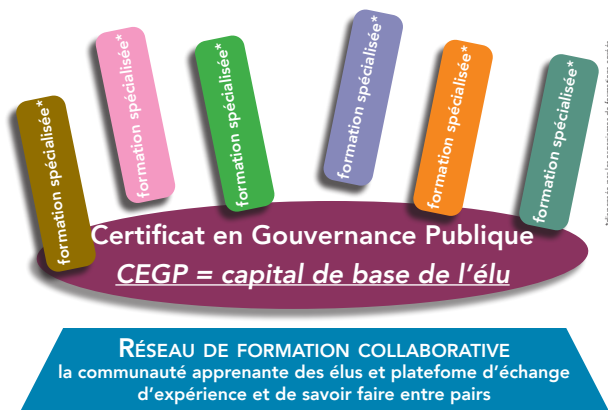 formation spécialisée*
formation spécialisée*
formation spécialisée*
formation spécialisée*
formation spécialisée*
formation spécialisée*
Certificat en Gouvernance Publique
CEGP = capital de base de l'élu
RÉSEAU DE FORMATION COLLABORATIVE
la communauté apprenante des élus et platefome d'échange
d'expérience et de savoir faire entre pairs